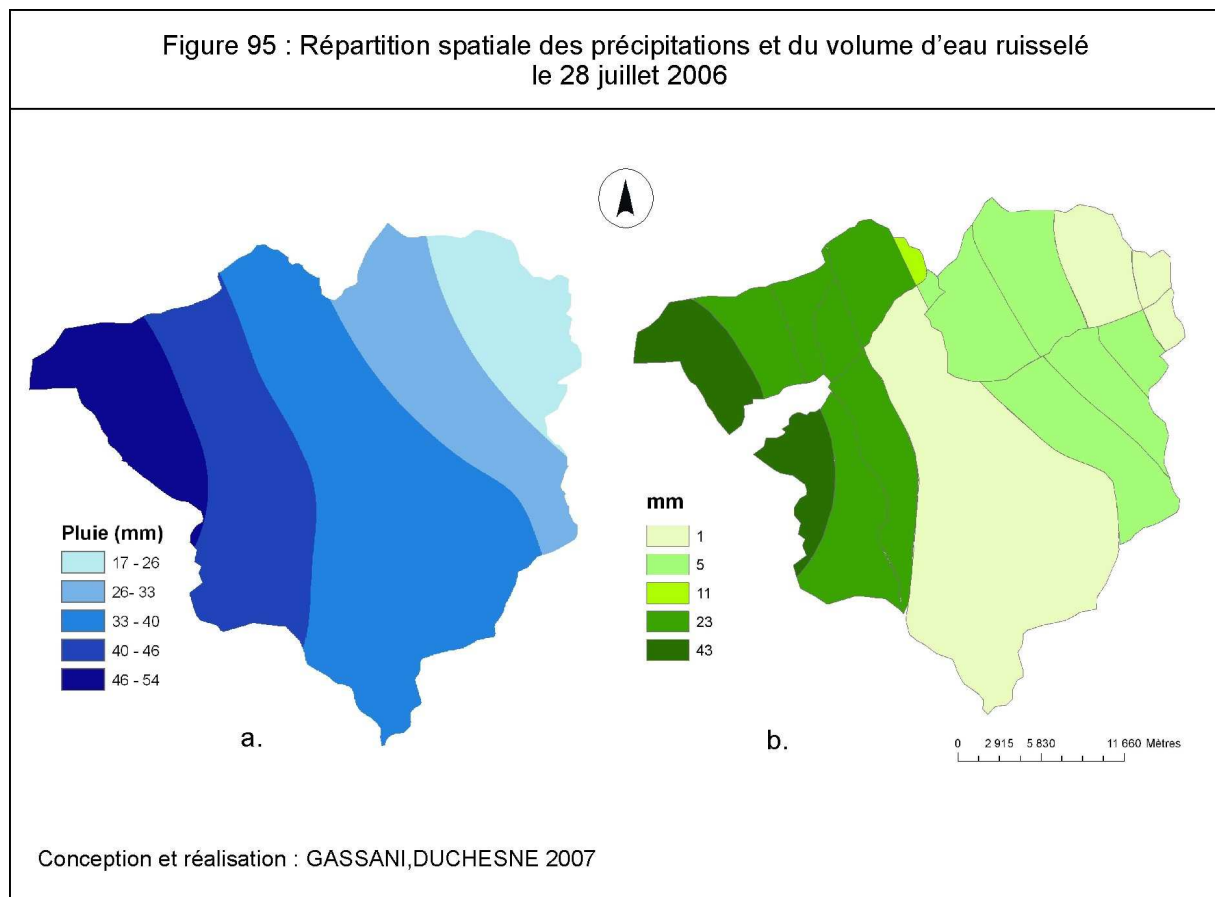 Figure 95 : Répartition spatiale des précipitations et du volume d'eau ruisselé
le 28 juillet 2006
Pluie (mm)
17 - 26
26- 33
33 - 40
40 - 46
46 - 54
a.
mm
1
5
11
23
43
b.
0 2 915 5 830 11 660 Mètres
Conception et réalisation : GASSANI,DUCHESNE 2007